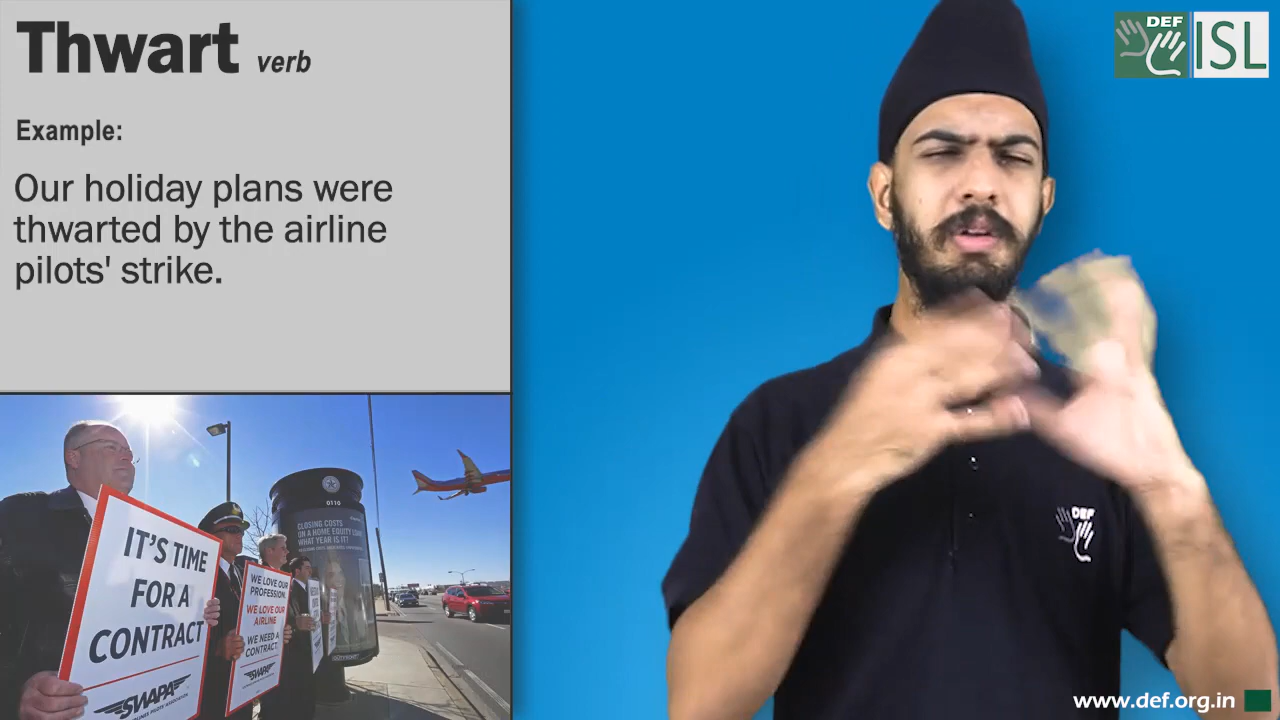 Thwart verb
Example:
Our holiday plans were
thwarted by the airline
pilots' strike.
DEF
ISL
IT'S TIME
FOR A
CONTRACT
SWAPA
0110
CLOSING COSTS
ON A HOME EQUITY LOAN
WHAT YEAR IS IT?
WE LOVE OUR
PROFESSION.
WE LOVE OUR
AIRLINE
WE NEED A
CONTRACT.
SWAPA
DEF
www.def.org.in